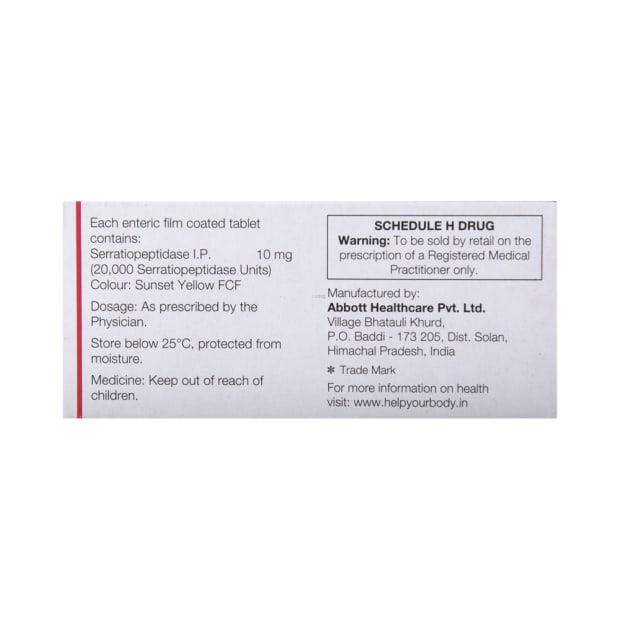 Each enteric film coated tablet
contains:
Serratiopeptidase I.P. 10 mg
(20,000 Serratiopeptidase Units)
Colour: Sunset Yellow FCF
Dosage: As prescribed by the
Physician.
Store below 25°C, protected from
moisture.
Medicine: Keep out of reach of
children.
SCHEDULE H DRUG
Warning: To be sold by retail on the
prescription of a Registered Medical
Practitioner only.
Manufactured by:
Abbott Healthcare Pvt. Ltd.
Village Bhatauli Khurd,
P.O. Baddi - 173 205, Dist. Solan,
Himachal Pradesh, India
✻ Trade Mark
For more information on health
visit: www.helpyourbody.in